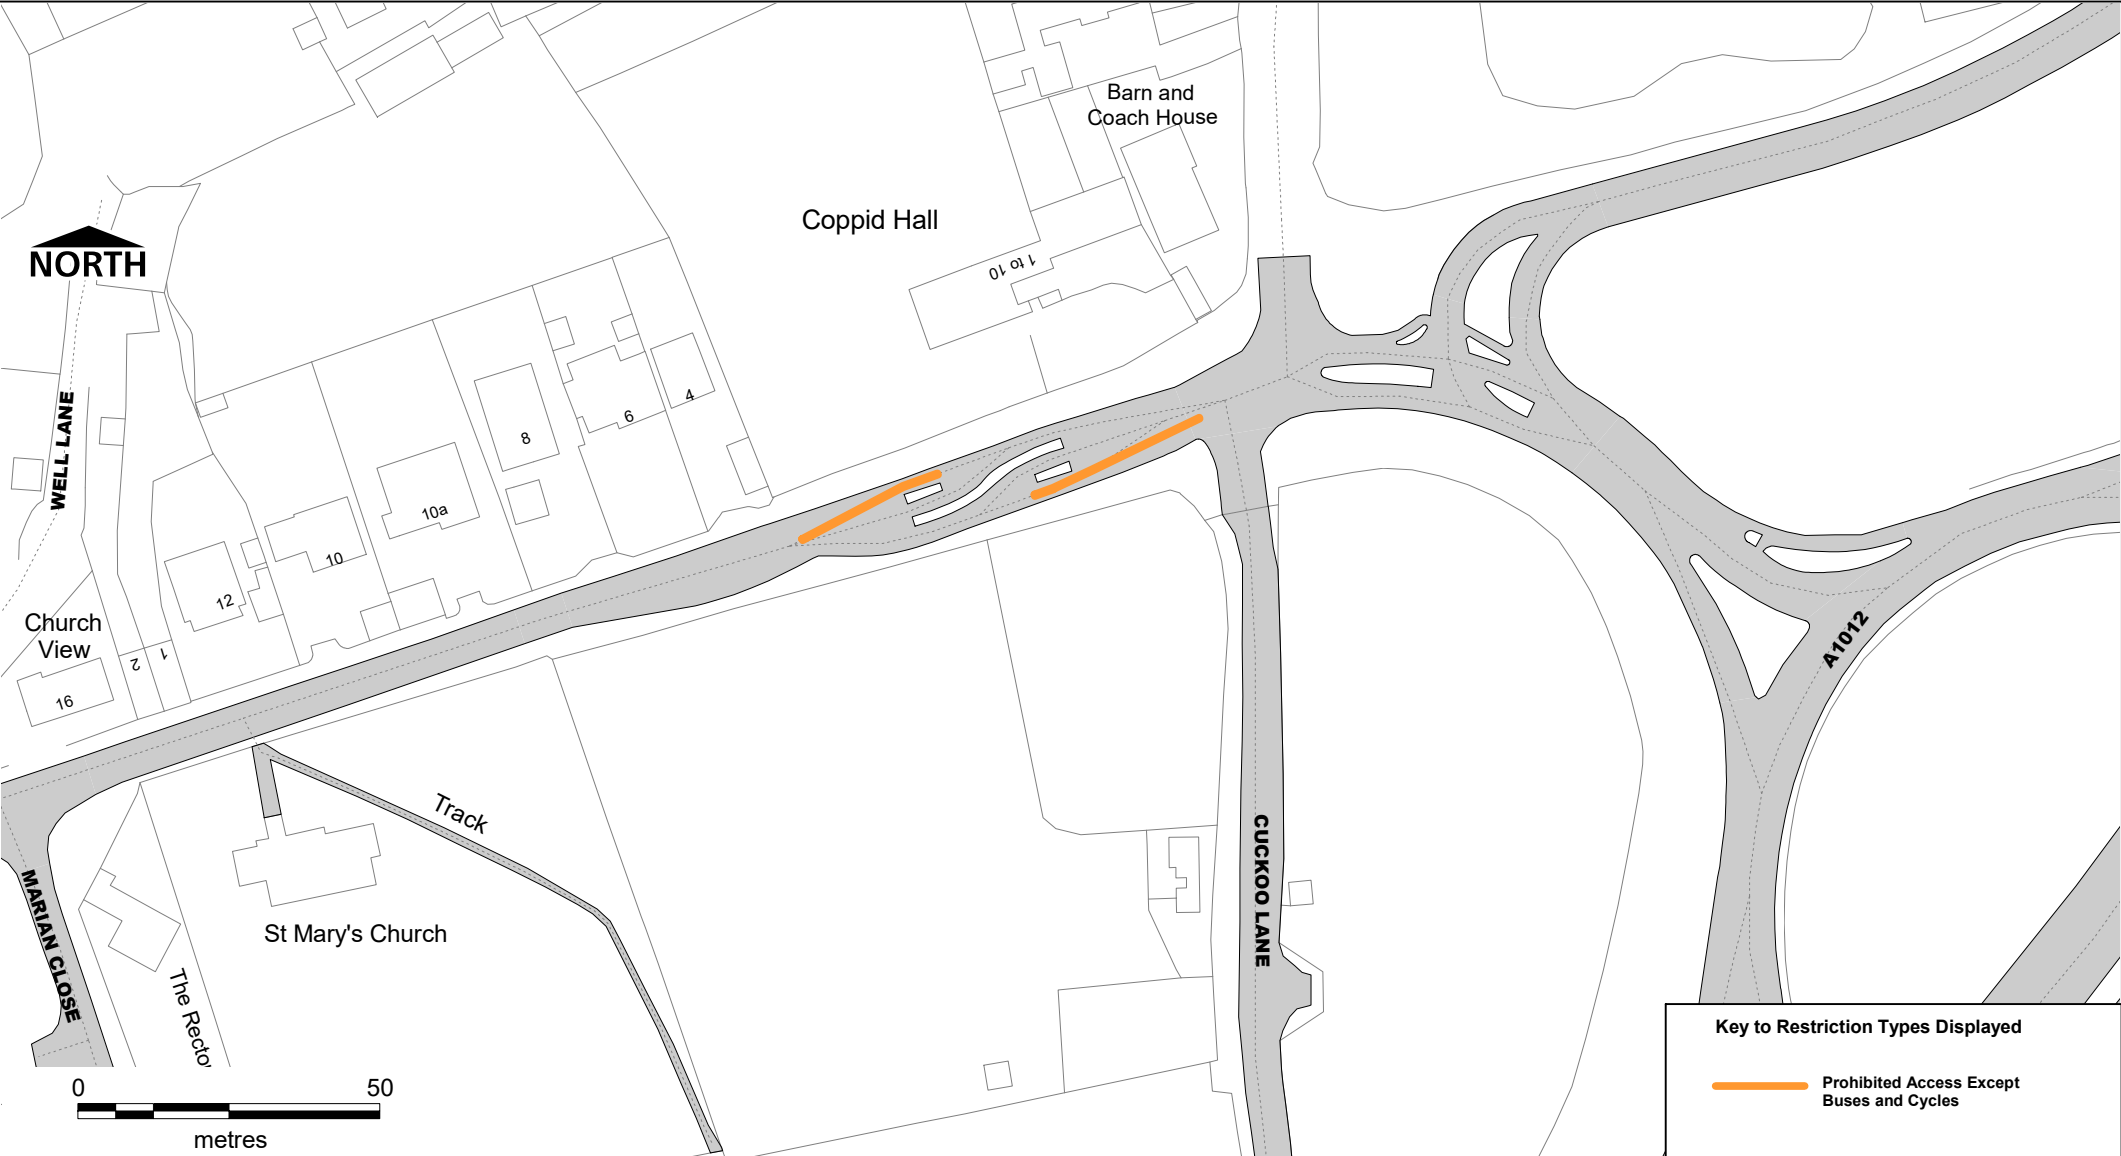 Barn and
Coach House
Coppid Hall
1 to 10
NORTH
WELL LANE
4
6
8
10a
10
12
Church
View
2
1
16
A1012
Track
CUCKOO LANE
MARIAN CLOSE
St Mary's Church
The Recto
0
50
metres
Key to Restriction Types Displayed
Prohibited Access Except
Buses and Cycles